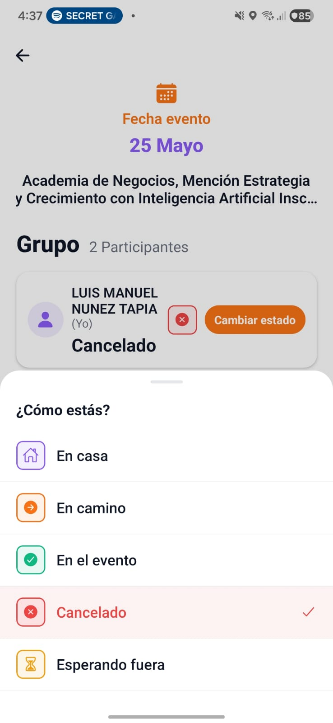 4:37 SECRET G 85
Fecha evento
25 Mayo
Academia de Negocios, Mención Estrategia
y Crecimiento con Inteligencia Artificial Insc...
Grupo 2 Participantes
LUIS MANUEL
NUNEZ TAPIA
(Yo)
Cancelado
Cambiar estado
¿Cómo estás?
En casa
En camino
En el evento
Cancelado
Esperando fuera